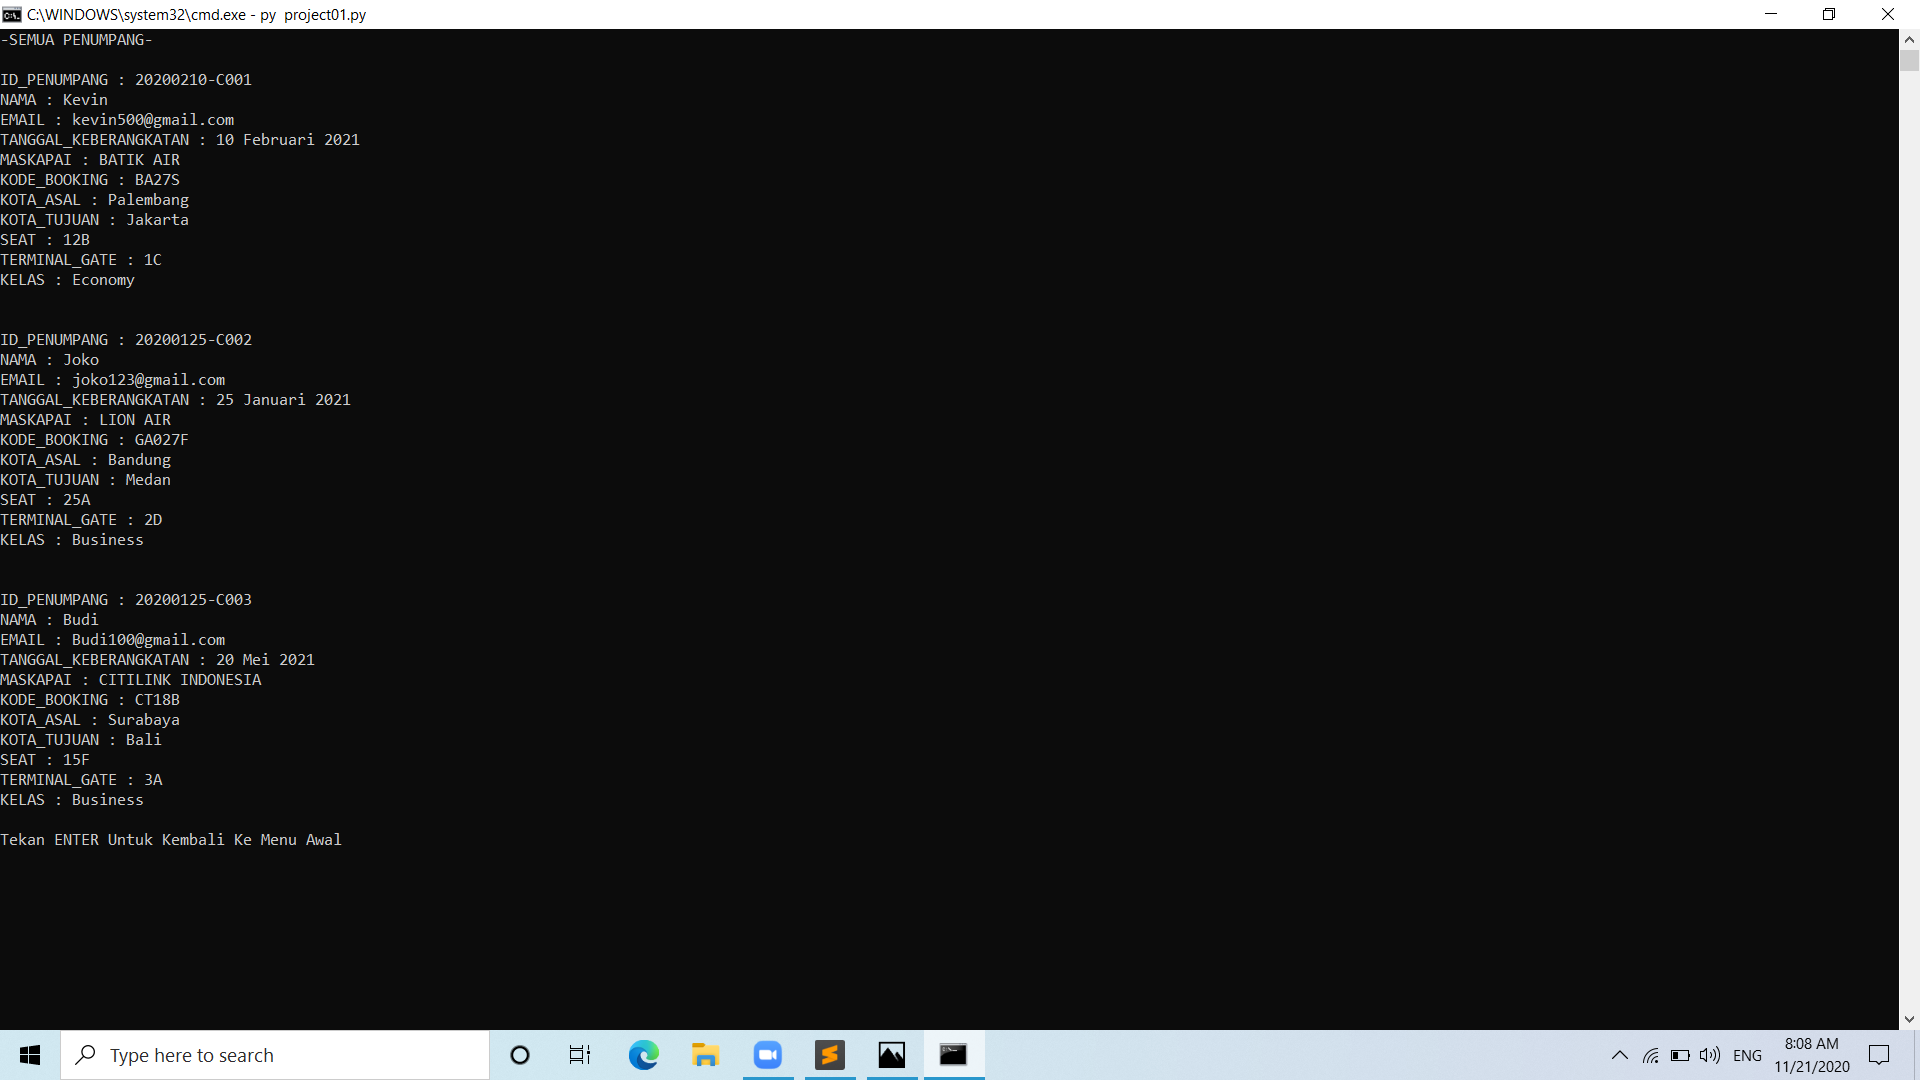 C:\WINDOWS\system32\cmd.exe - py  project01.py
-SEMUA PENUMPANG-
ID_PENUMPANG : 20200210-C001
NAMA : Kevin
EMAIL : kevin500@gmail.com
TANGGAL_KEBERANGKATAN : 10 Februari 2021
MASKAPAI : BATIK AIR
KODE_BOOKING : BA27S
KOTA_ASAL : Palembang
KOTA_TUJUAN : Jakarta
SEAT : 12B
TERMINAL_GATE : 1C
KELAS : Economy
ID_PENUMPANG : 20200125-C002
NAMA : Joko
EMAIL : joko123@gmail.com
TANGGAL_KEBERANGKATAN : 25 Januari 2021
MASKAPAI : LION AIR
KODE_BOOKING : GA027F
KOTA_ASAL : Bandung
KOTA_TUJUAN : Medan
SEAT : 25A
TERMINAL_GATE : 2D
KELAS : Business
ID_PENUMPANG : 20200125-C003
NAMA : Budi
EMAIL : Budi100@gmail.com
TANGGAL_KEBERANGKATAN : 20 Mei 2021
MASKAPAI : CITILINK INDONESIA
KODE_BOOKING : CT18B
KOTA_ASAL : Surabaya
KOTA_TUJUAN : Bali
SEAT : 15F
TERMINAL_GATE : 3A
KELAS : Business
Tekan ENTER Untuk Kembali Ke Menu Awal
Type here to search
ENG
8:08 AM
11/21/2020